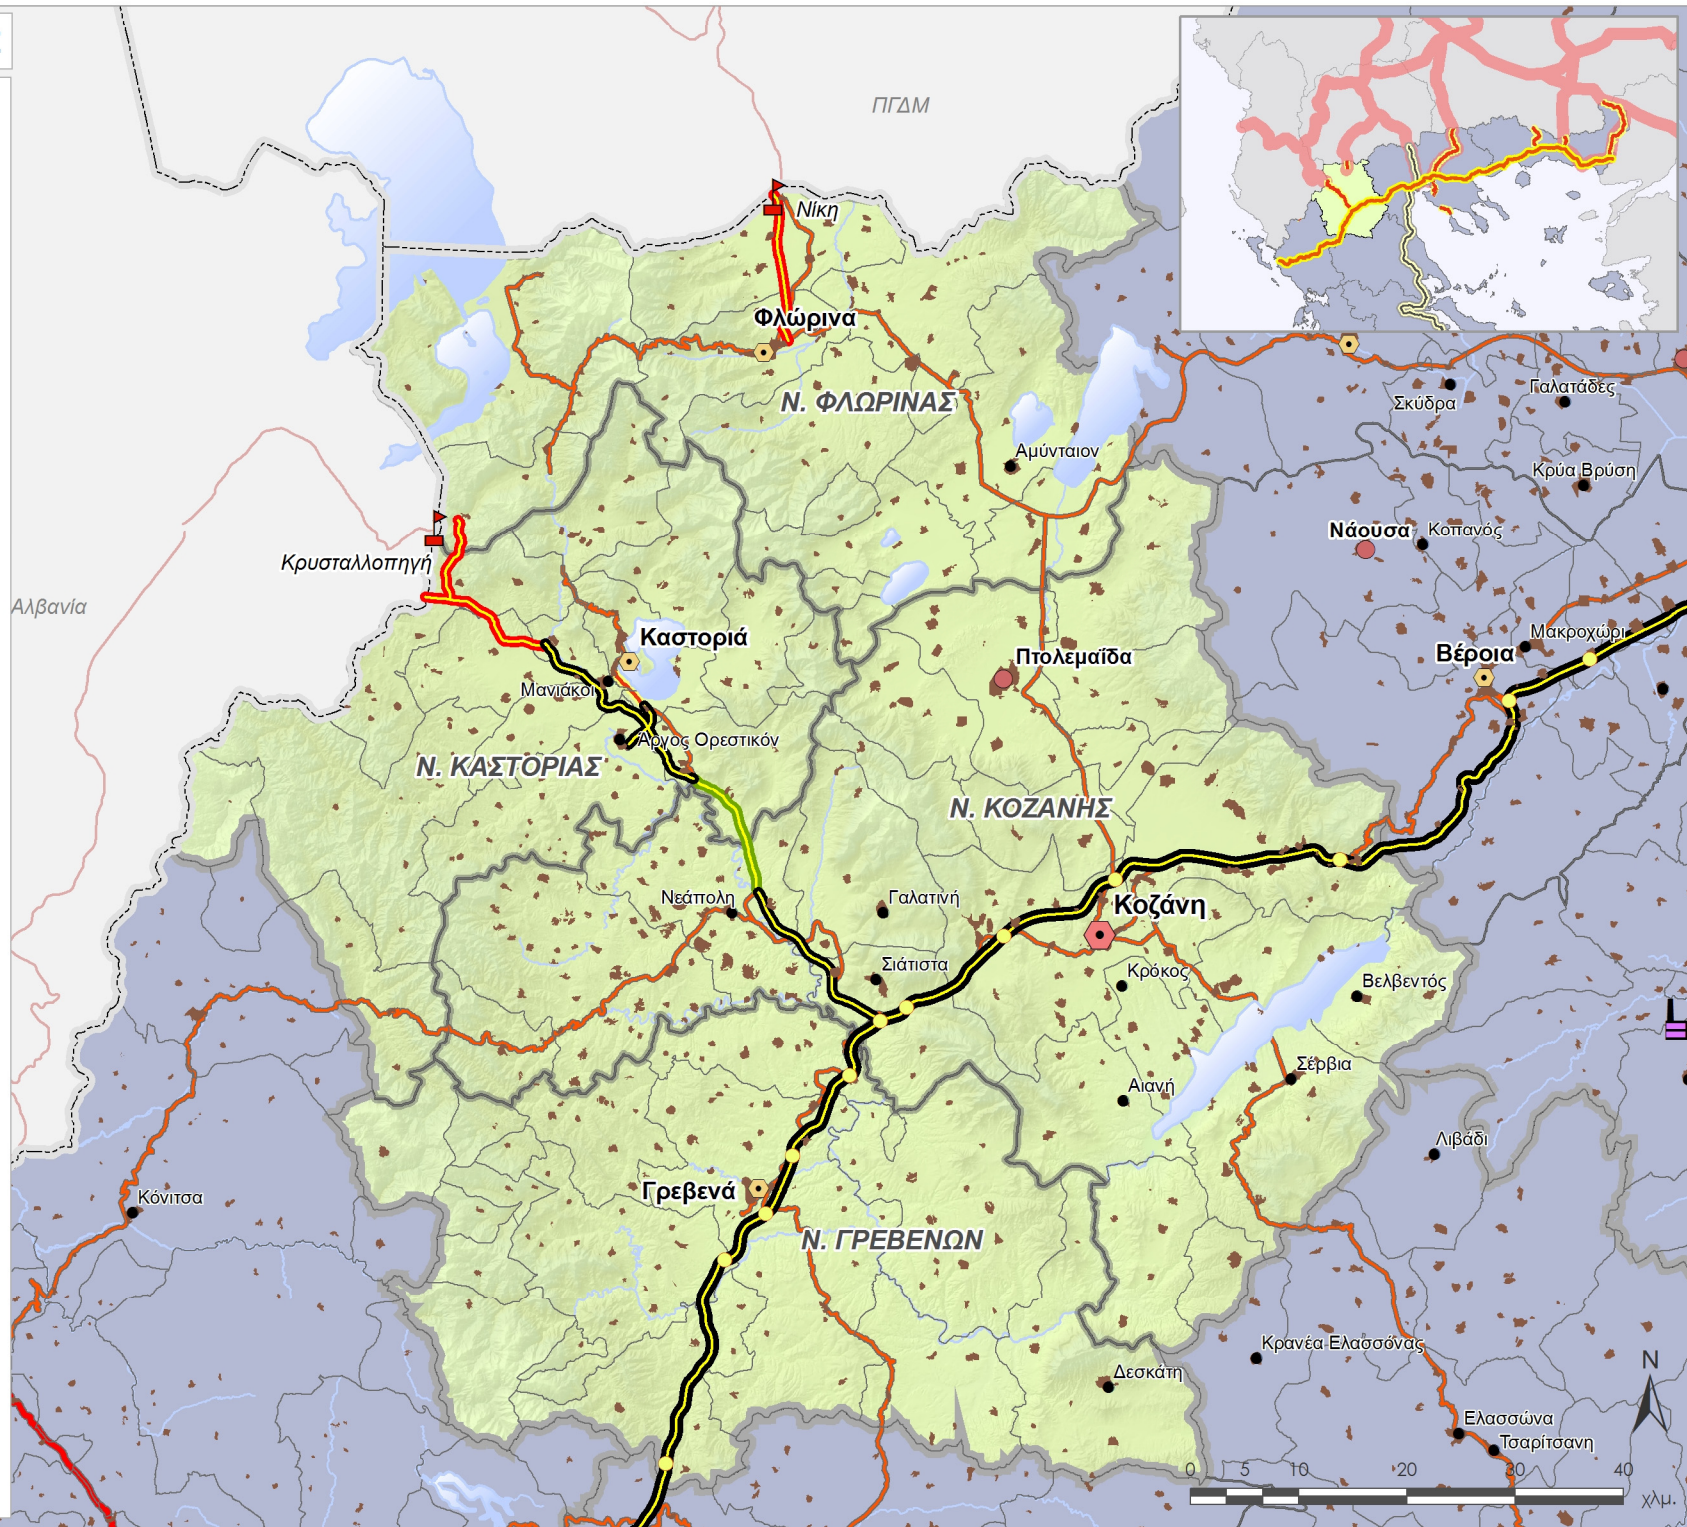 ΠΓΔΜ
Νίκη
Φλώρινα
Ν. ΦΛΩΡΙΝΑΣ
Γαλατάδες
Σκύδρα
Αμύνταιον
Κρύα Βρύση
Νάουσα
Κοπανός
Κρυσταλλοπηγή
Αλβανία
Καστοριά
Μακροχώρι
Βέροια
Πτολεμαΐδα
Μανιάκοι
Άργος Ορεστικόν
Ν. ΚΑΣΤΟΡΙΑΣ
Ν. ΚΟΖΑΝΗΣ
Νεάπολη
Γαλατινή
Κοζάνη
Σιάτιστα
Κρόκος
Βελβεντός
Σέρβια
Αιανή
Λιβάδι
Κόνιτσα
Γρεβενά
Ν. ΓΡΕΒΕΝΩΝ
Κρανέα Ελασσόνας
Δεσκάτη
N
Ελασσώνα
Τσαρίτσανη
0 5 10 20 30 40
χλμ.